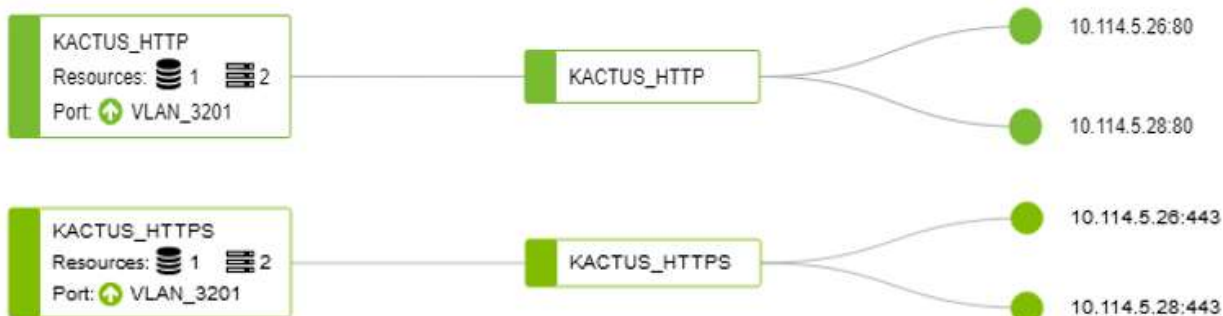 KACTUS_HTTP
Resources: 1 2
Port: VLAN_3201
KACTUS_HTTP
10.114.5.26:80
10.114.5.28:80
KACTUS_HTTPS
Resources: 1 2
Port: VLAN_3201
KACTUS_HTTPS
10.114.5.26:443
10.114.5.28:443